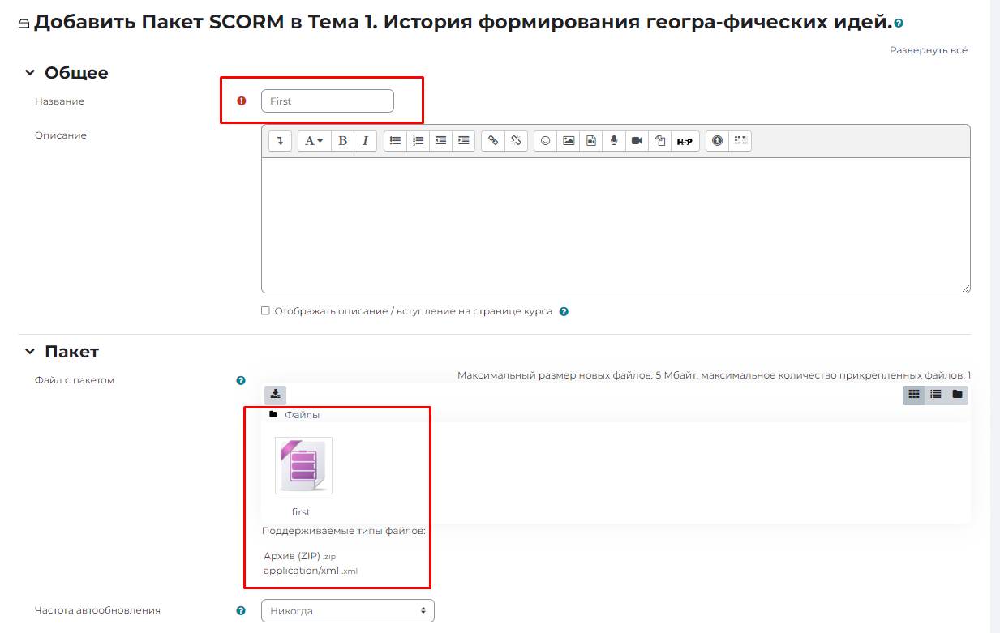 Добавить Пакет SCORM в Тема 1. История формирования геогра-фических идей.
Развернуть всё
Общее
Название
First
Описание
A B I H-P
Отображать описание / вступление на странице курса
Пакет
Файл с пакетом
Максимальный размер новых файлов: 5 Мбайт, максимальное количество прикрепленных файлов: 1
Файлы
first
Поддерживаемые типы файлов:
Архив (ZIP) .zip
application/xml .xml
Частота автообновления
Никогда